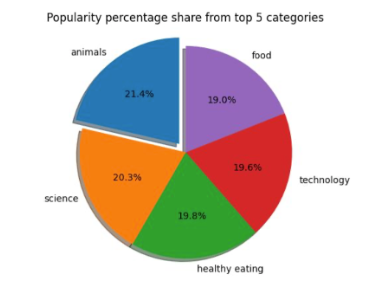 Popularity percentage share from top 5 categories
animals
food
21.4%
19.0%
19.6%
technology
20.3%
science
19.8%
healthy eating